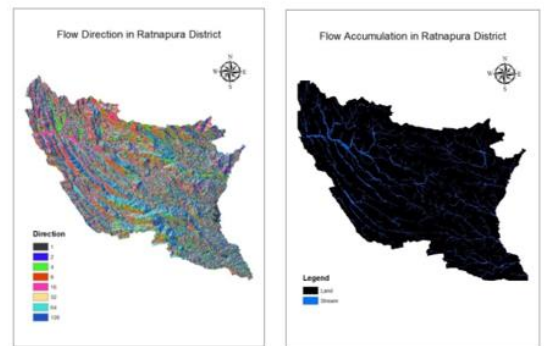 Flow Direction in Ratnapura District
N
W
E
S
Direction
1
2
4
8
16
32
64
128
Flow Accumulation in Ratnapura District
N
W
E
S
Legend
Land
Stream